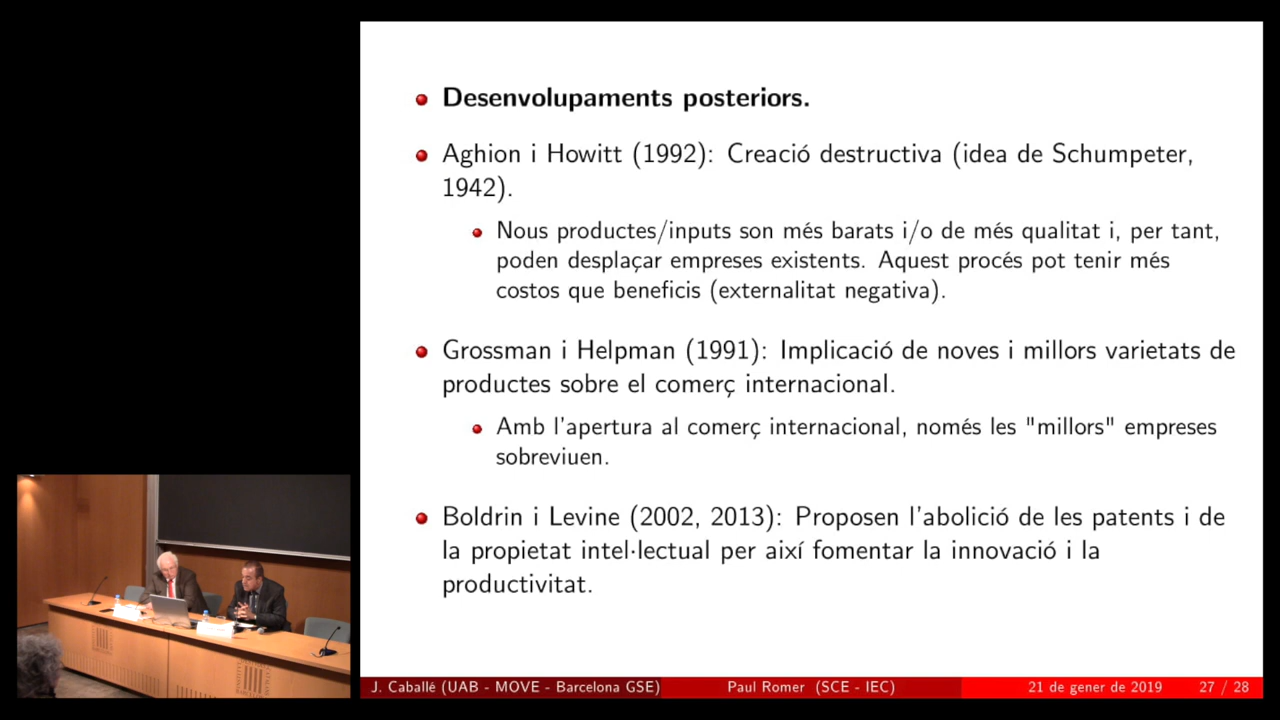 Desenvolupaments posteriors.
Aghion i Howitt (1992): Creació destructiva (idea de Schumpeter,
1942).
Nous productes/inputs son més barats i/o de més qualitat i, per tant,
poden desplaçar empreses existents. Aquest procés pot tenir més
costos que beneficis (externalitat negativa).
Grossman i Helpman (1991): Implicació de noves i millors varietats de
productes sobre el comerç internacional.
Amb l'apertura al comerç internacional, només les "millors" empreses
sobreviuen.
Boldrin i Levine (2002, 2013): Proposen l'abolició de les patents i de
la propietat intel·lectual per així fomentar la innovació i la
productivitat.
J. Caballé (UAB - MOVE - Barcelona GSE) Paul Romer (SCE - IEC) 21 de gener de 2019 27 / 28